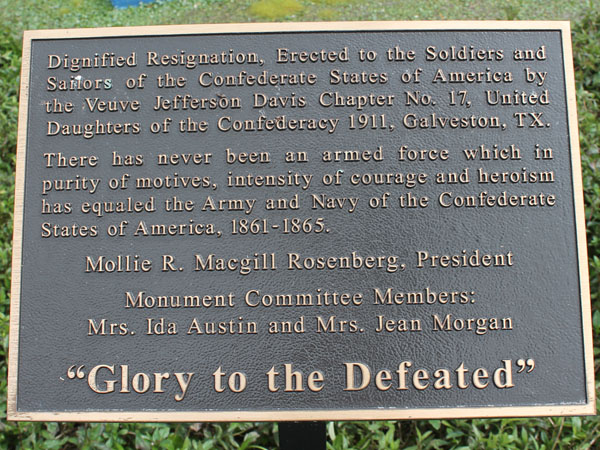 Dignified Resignation, Erected to the Soldiers and
Sailors of the Confederate States of America by
the Veuve Jefferson Davis Chapter No. 17, United
Daughters of the Confederacy 1911, Galveston, TX.
There has never been an armed force which in
purity of motives, intensity of courage and heroism
has equaled the Army and Navy of the Confederate
States of America, 1861-1865.
Mollie R. Macgill Rosenberg, President
Monument Committee Members:
Mrs. Ida Austin and Mrs. Jean Morgan
“Glory to the Defeated”